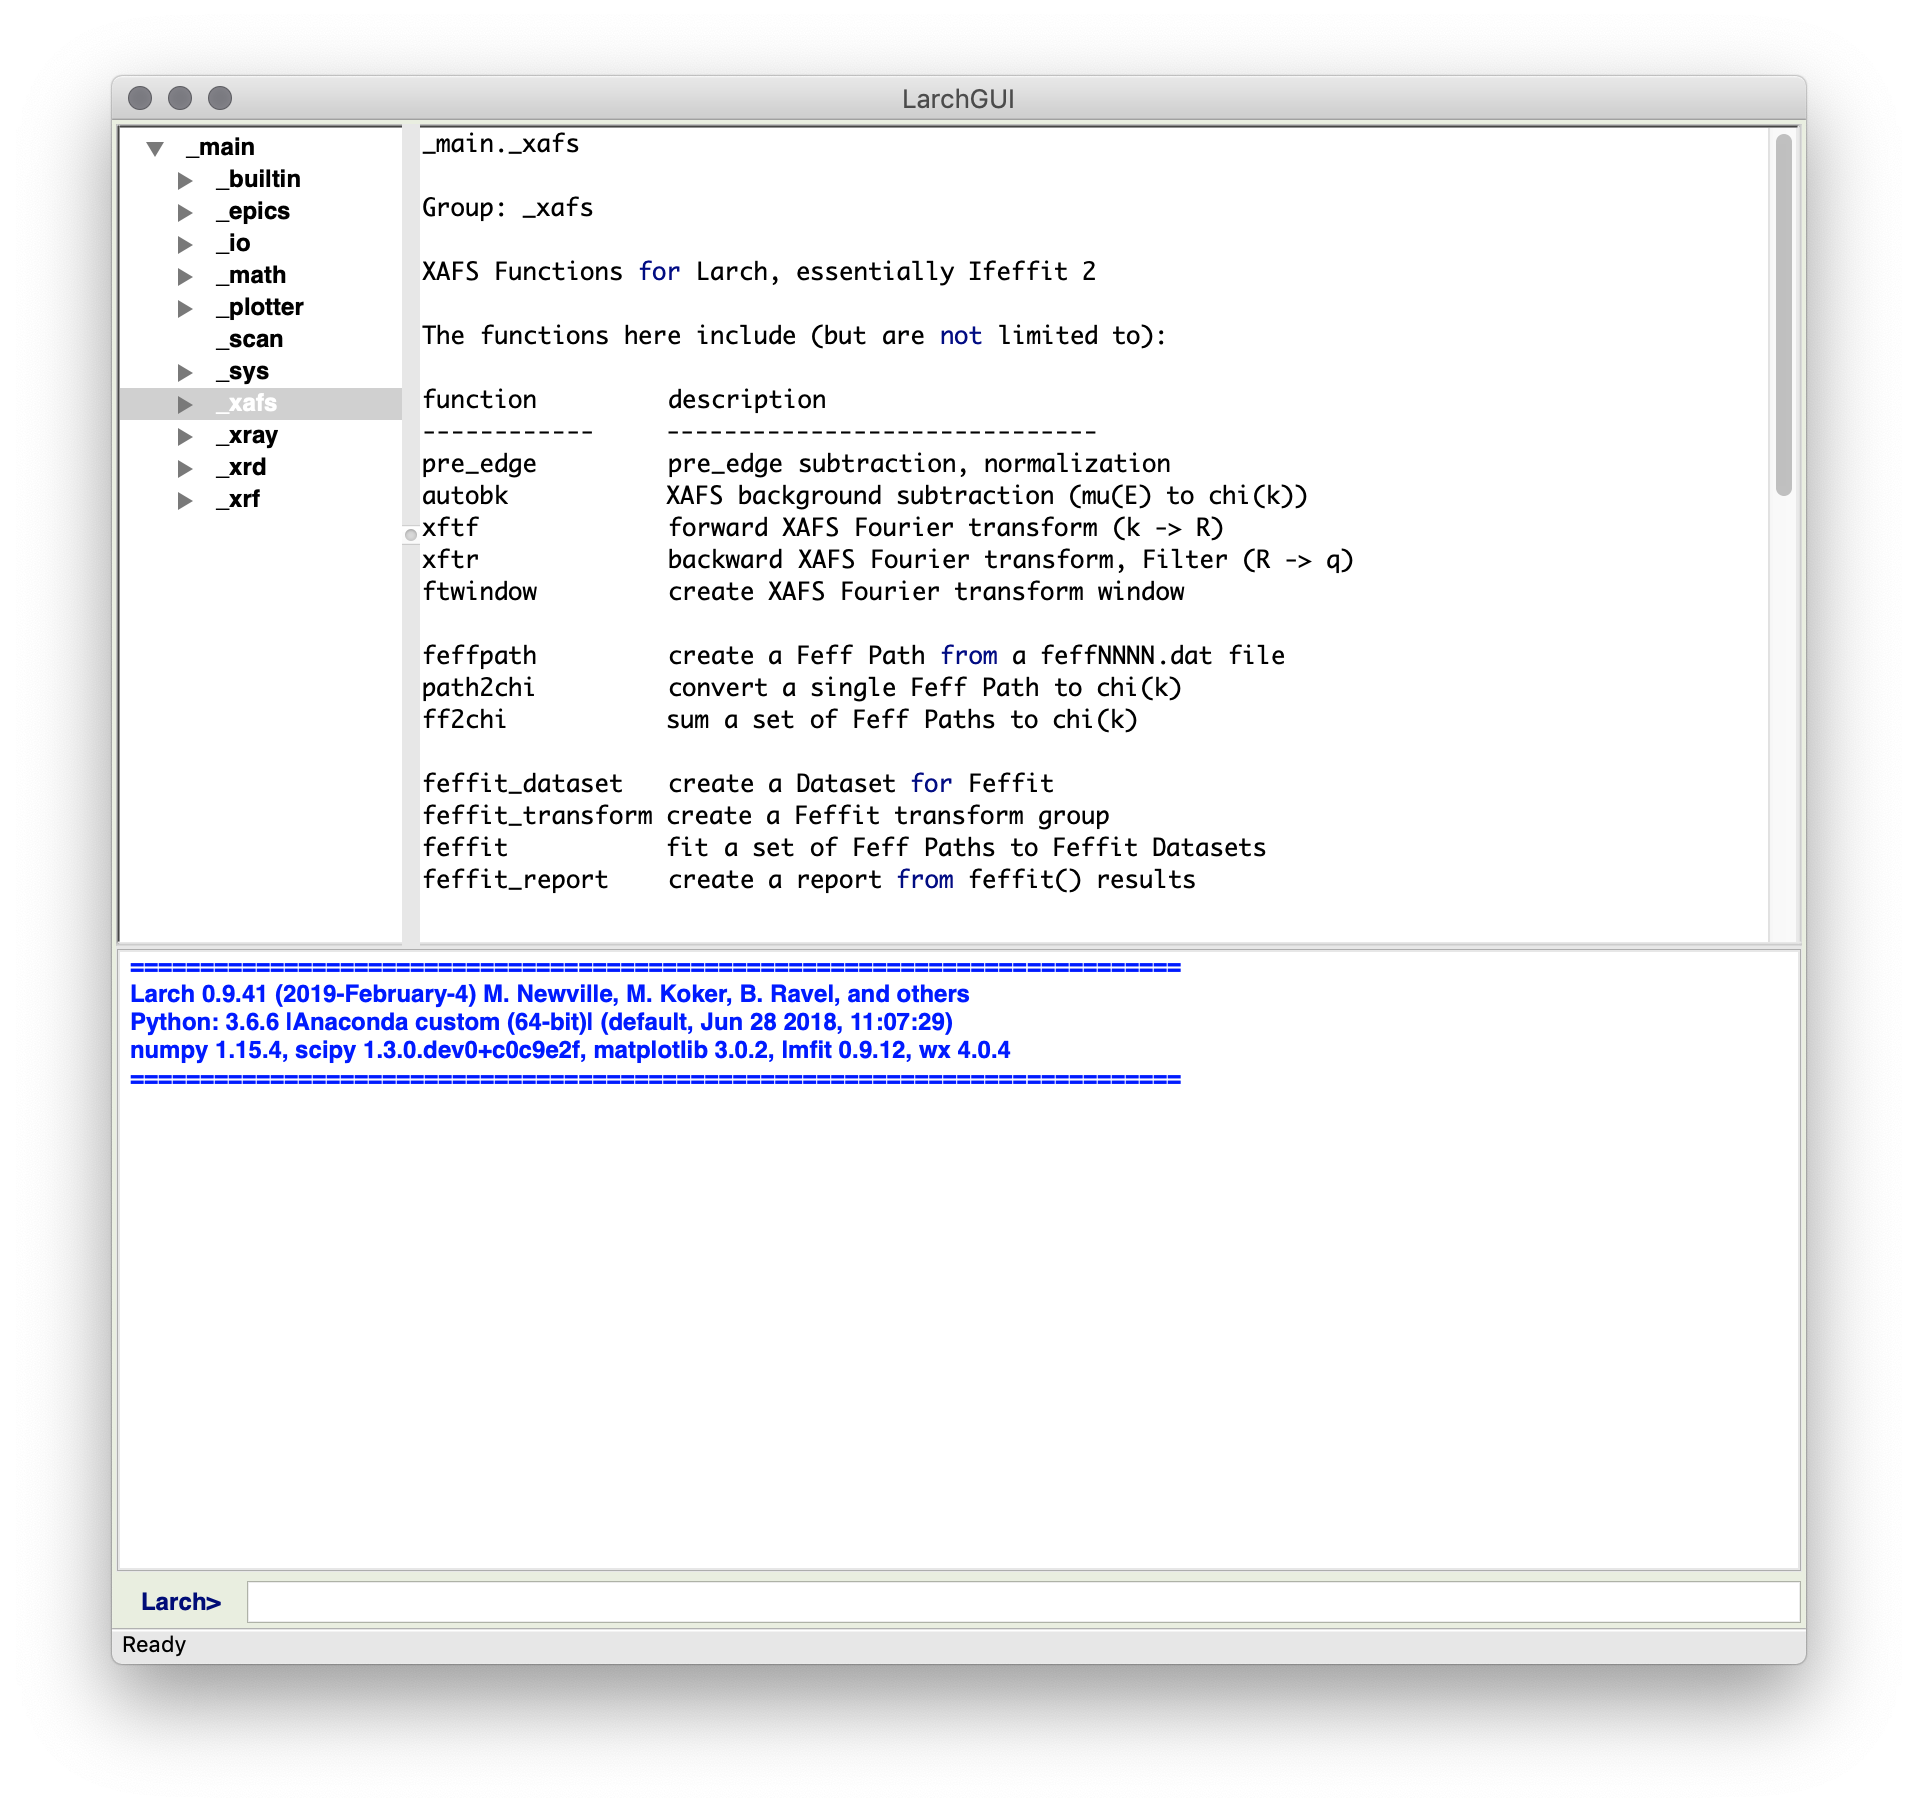 LarchGUI
_main
_builtin
_epics
_io
_math
_plotter
_scan
_sys
_xafs
_xray
_xrd
_xrf
_main._xafs
Group: _xafs
XAFS Functions for Larch, essentially Ifeffit 2
The functions here include (but are not limited to):
function         description
------------     ------------------------------
pre_edge         pre_edge subtraction, normalization
autobk           XAFS background subtraction (mu(E) to chi(k))
xftf             forward XAFS Fourier transform (k -> R)
xftr             backward XAFS Fourier transform, Filter (R -> q)
ftwindow         create XAFS Fourier transform window
feffpath         create a Feff Path from a feffNNNN.dat file
path2chi         convert a single Feff Path to chi(k)
ff2chi           sum a set of Feff Paths to chi(k)
feffit_dataset   create a Dataset for Feffit
feffit_transform create a Feffit transform group
feffit           fit a set of Feff Paths to Feffit Datasets
feffit_report    create a report from feffit() results
===========================================================================
Larch 0.9.41 (2019-February-4) M. Newville, M. Koker, B. Ravel, and others
Python: 3.6.6 |Anaconda custom (64-bit)| (default, Jun 28 2018, 11:07:29)
numpy 1.15.4, scipy 1.3.0.dev0+c0c9e2f, matplotlib 3.0.2, lmfit 0.9.12, wx 4.0.4
===========================================================================
Larch>
Ready